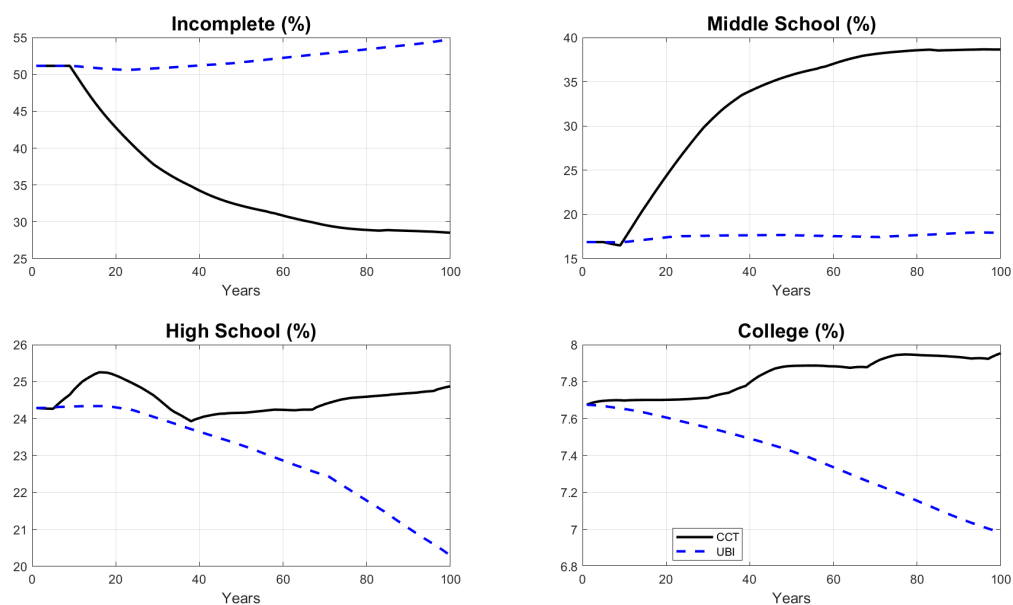 Incomplete (%)
55
50
45
40
35
30
25
0 20 40 60 80 100
Years
Middle School (%)
40
35
30
25
20
15
0 20 40 60 80 100
Years
High School (%)
26
25
24
23
22
21
20
0 20 40 60 80 100
Years
College (%)
8
7.8
7.6
7.4
7.2
7
6.8
0 20 40 60 80 100
Years
CCT
UBI